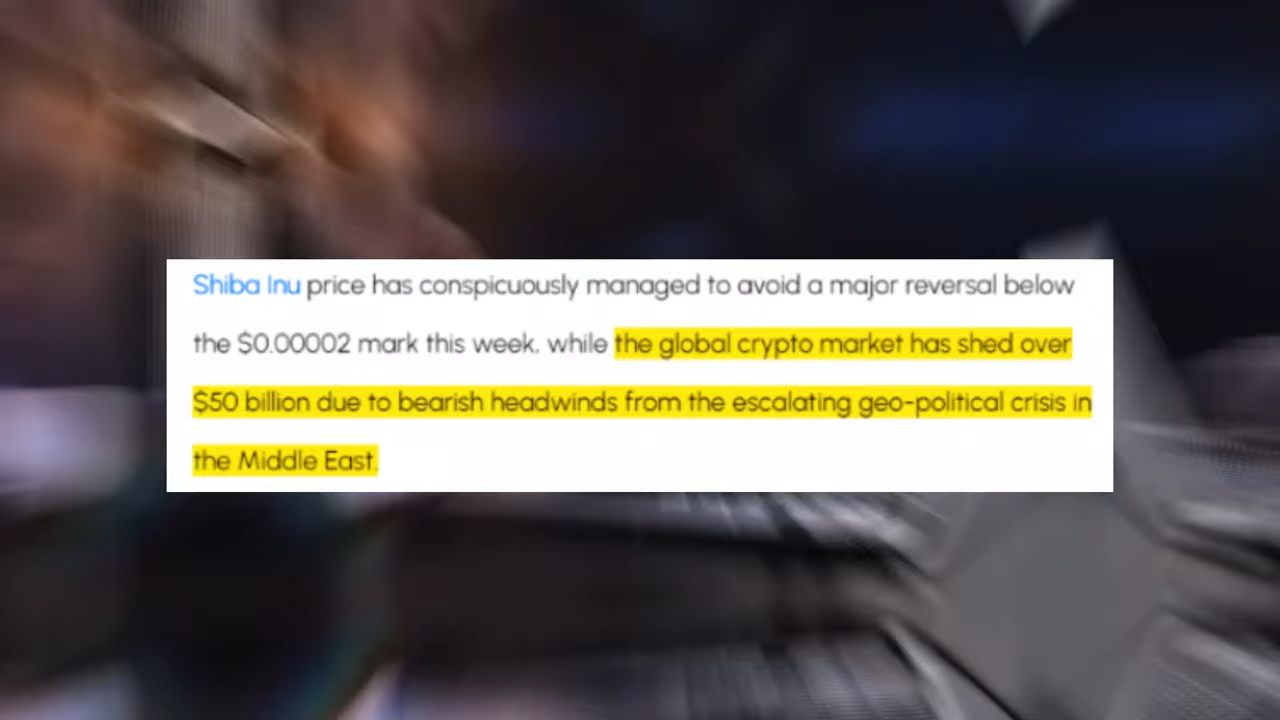 Shiba Inu price has conspicuously managed to avoid a major reversal below
the $0.00002 mark this week, while the global crypto market has shed over
$50 billion due to bearish headwinds from the escalating geo-political crisis in
the Middle East.